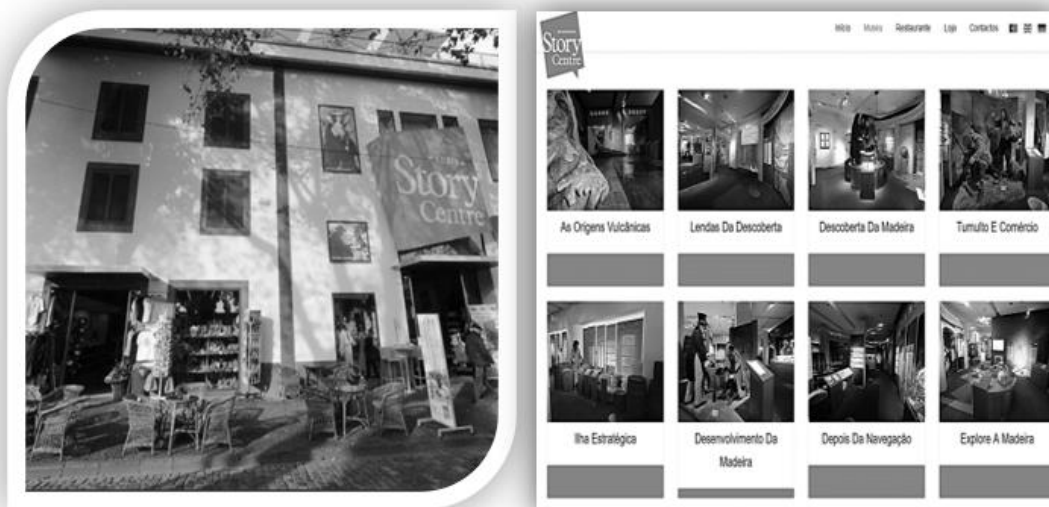 Story
Centre
Story
Centre
Início Museu Restaurante Loja Contactos
As Origens Vulcânicas
Lendas Da Descoberta
Descoberta Da Madeira
Tumulto E Comércio
Ilha Estratégica
Desenvolvimento Da
Madeira
Depois Da Navegação
Explore A Madeira